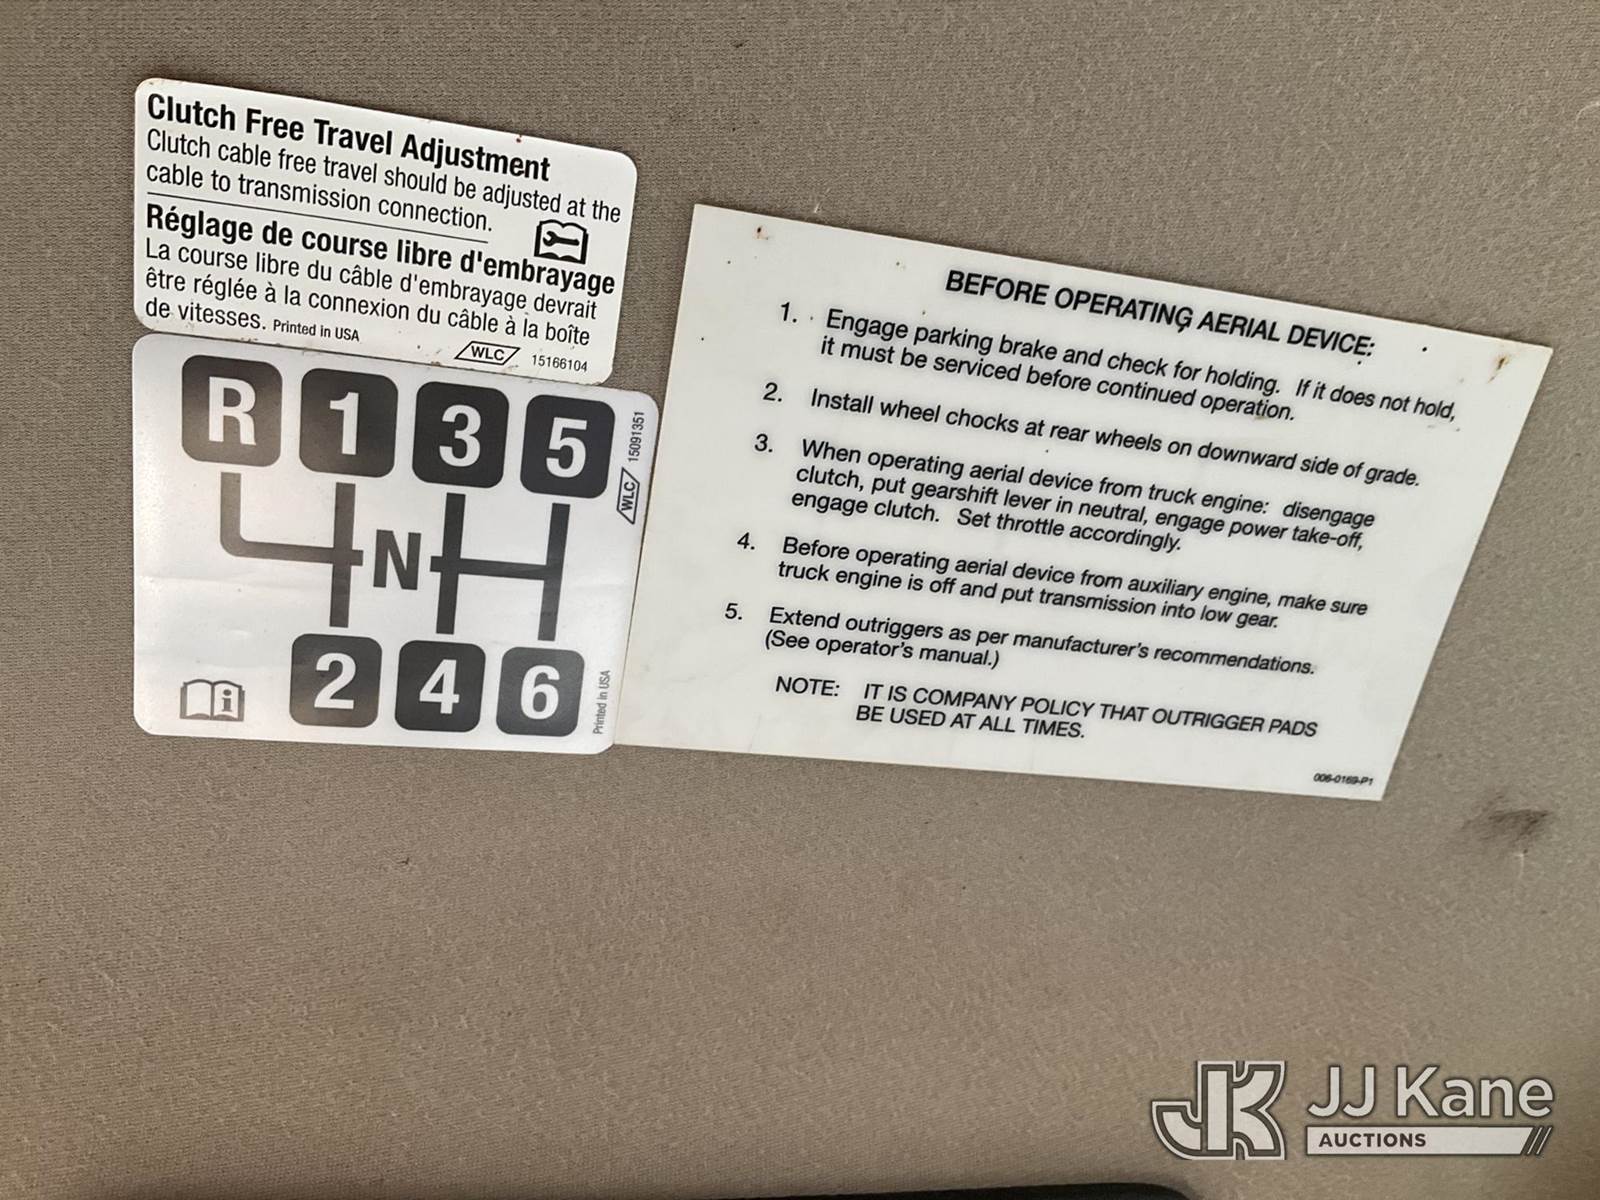 Clutch Free Travel Adjustment
Clutch cable free travel should be adjusted at the
cable to transmission connection.
Réglage de course libre d'embrayage
La course libre du câble d'embrayage devrait
être réglée à la connexion du câble à la boîte
de vitesses. Printed in USA
WLC 15166104
R 1 3 5
N
2 4 6
WLC 15091351
Printed in USA
BEFORE OPERATING AERIAL DEVICE:
1. Engage parking brake and check for holding. If it does not hold,
it must be serviced before continued operation.
2. Install wheel chocks at rear wheels on downward side of grade.
3. When operating aerial device from truck engine: disengage
clutch, put gearshift lever in neutral, engage power take-off,
engage clutch. Set throttle accordingly.
4. Before operating aerial device from auxiliary engine, make sure
truck engine is off and put transmission into low gear.
5. Extend outriggers as per manufacturer's recommendations.
(See operator's manual.)
NOTE: IT IS COMPANY POLICY THAT OUTRIGGER PADS
BE USED AT ALL TIMES.
006-0169-P1
JK JJ Kane
AUCTIONS